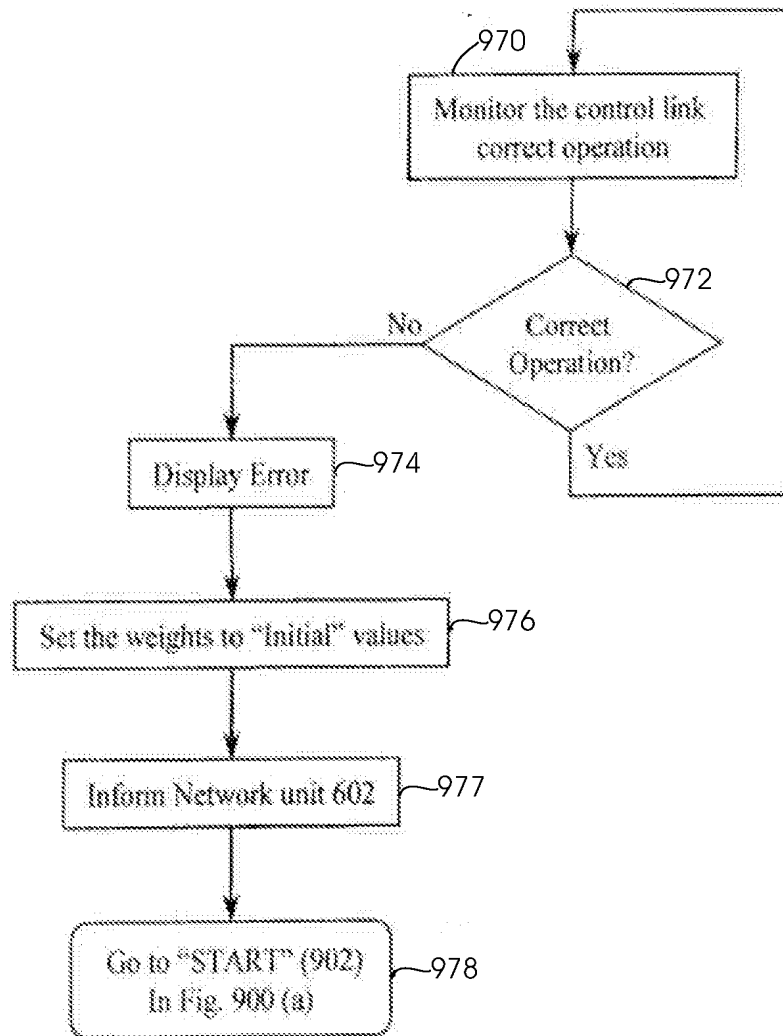 970
Monitor the control link
correct operation
972
No
Correct
Operation?
Yes
Display Error
974
Set the weights to "Initial" values
976
Inform Network unit 602
977
Go to "START" (902)
In Fig. 900 (a)
978